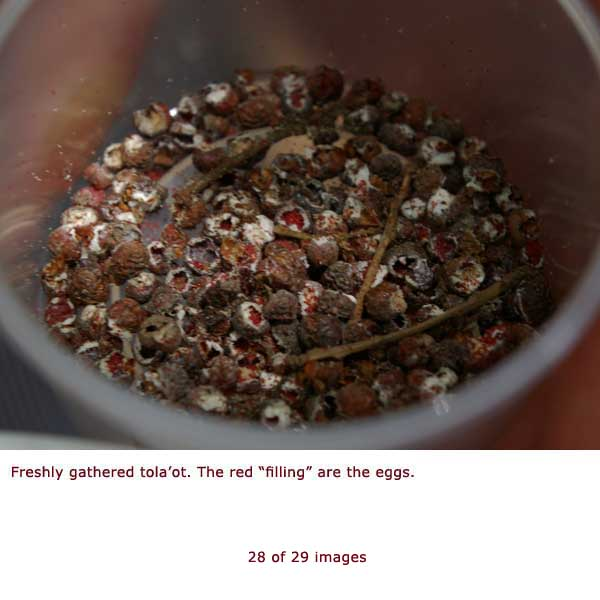 Freshly gathered tola’ot. The red “filling” are the eggs.
28 of 29 images